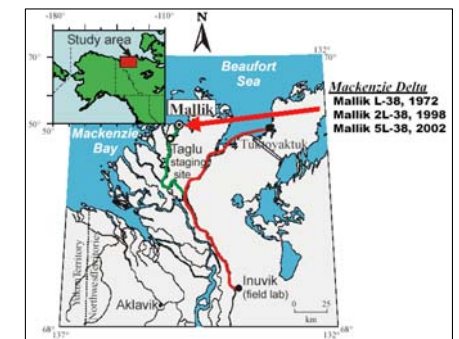 -180°
-110°
Study area
70°
50°
N
132°
70°
Beaufort
Sea
Mackenzie Delta
Mallik L-38, 1972
Mallik 2L-38, 1998
Mallik 5L-38, 2002
Mallik
Mackenzie
Bay
Taglu
staging
site
Tuktoyaktuk
Yukon Territory
Northwest Territories
Inuvik
(field lab)
Aklavik
0
25
km
68°
137°
132°
68°